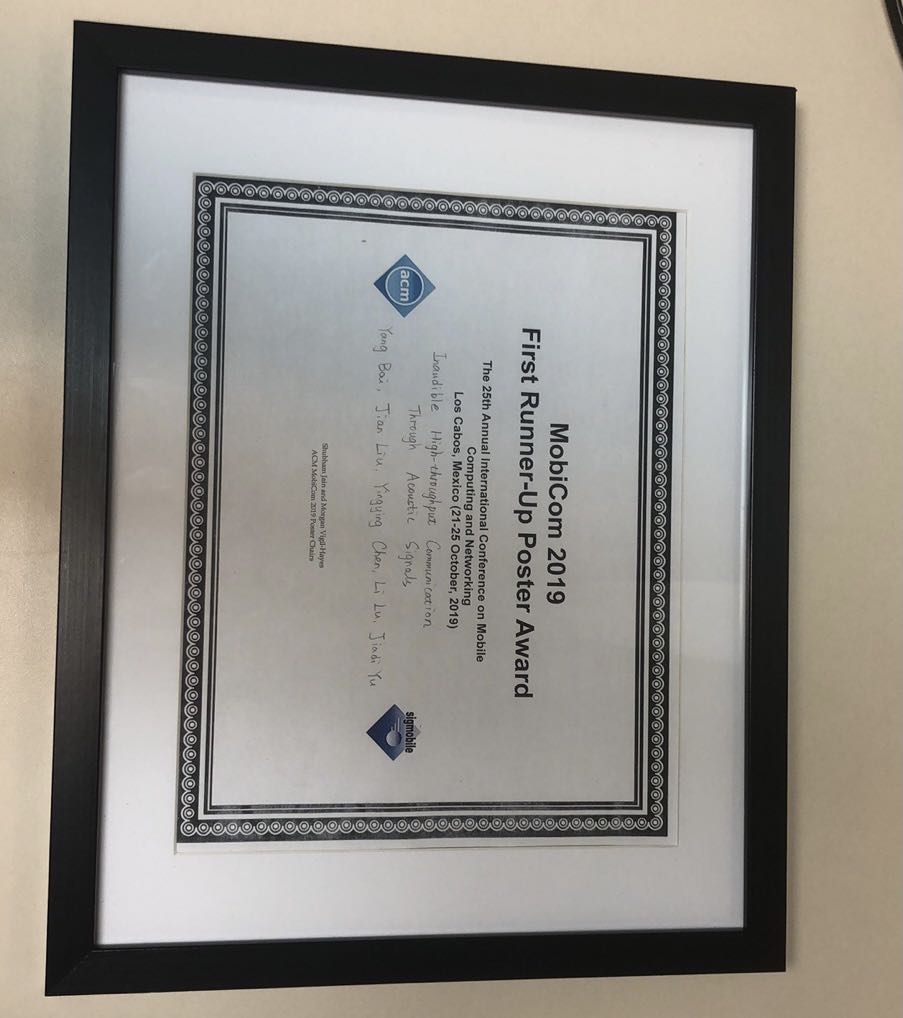 MobiCom 2019
First Runner-Up Poster Award
The 25th Annual International Conference on Mobile
Computing and Networking
Los Cabos, Mexico (21-25 October, 2019)
Inaudible High-throughput Communication
Through Acoustic Signals
acm
Yang Bai, Jian Liu, Yingying Chen, Li Lu, Jiadi Yu
sigmobile
Shubham Jain and Morgan Vigil-Hayes
ACM MobiCom 2019 Poster Chairs